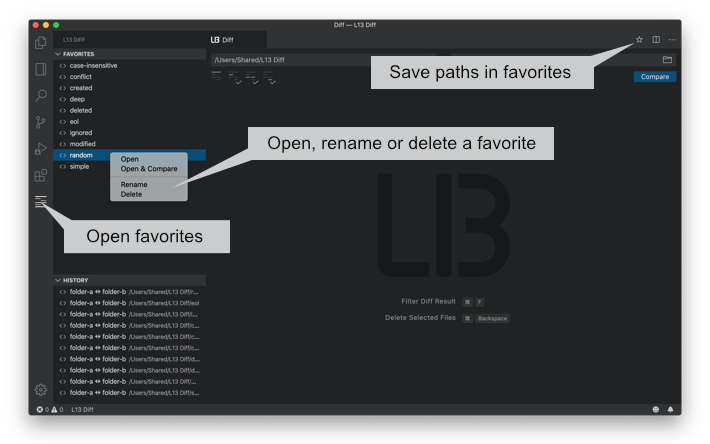 Diff — L13 Diff
L13 DIFF
L13 Diff
FAVORITES
case-insensitive
conflict
created
deep
deleted
eol
ignored
modified
random
simple
/Users/Shared/L13 Diff
Compare
Save paths in favorites
Open, rename or delete a favorite
Open
Open & Compare
Rename
Delete
Open favorites
L13
Filter Diff Result ⌘ F
Delete Selected Files ⌘ Backspace
HISTORY
folder-a ↔ folder-b /Users/Shared/L13 Diff/r...
folder-a ↔ folder-b /Users/Shared/L13 Diff/eol
folder-a ↔ folder-b /Users/Shared/L13 Diff/...
folder-a ↔ folder-b /Users/Shared/L13 Diff/c...
folder-a ↔ folder-b /Users/Shared/L13 Diff/c...
folder-a ↔ folder-b /Users/Shared/L13 Diff/c...
folder-a ↔ folder-b /Users/Shared/L13 Diff/d...
folder-a ↔ folder-b /Users/Shared/L13 Diff/d...
folder-a ↔ folder-b /Users/Shared/L13 Diff/...
folder-a ↔ folder-b /Users/Shared/L13 Diff/s...
0 0 L13 Diff